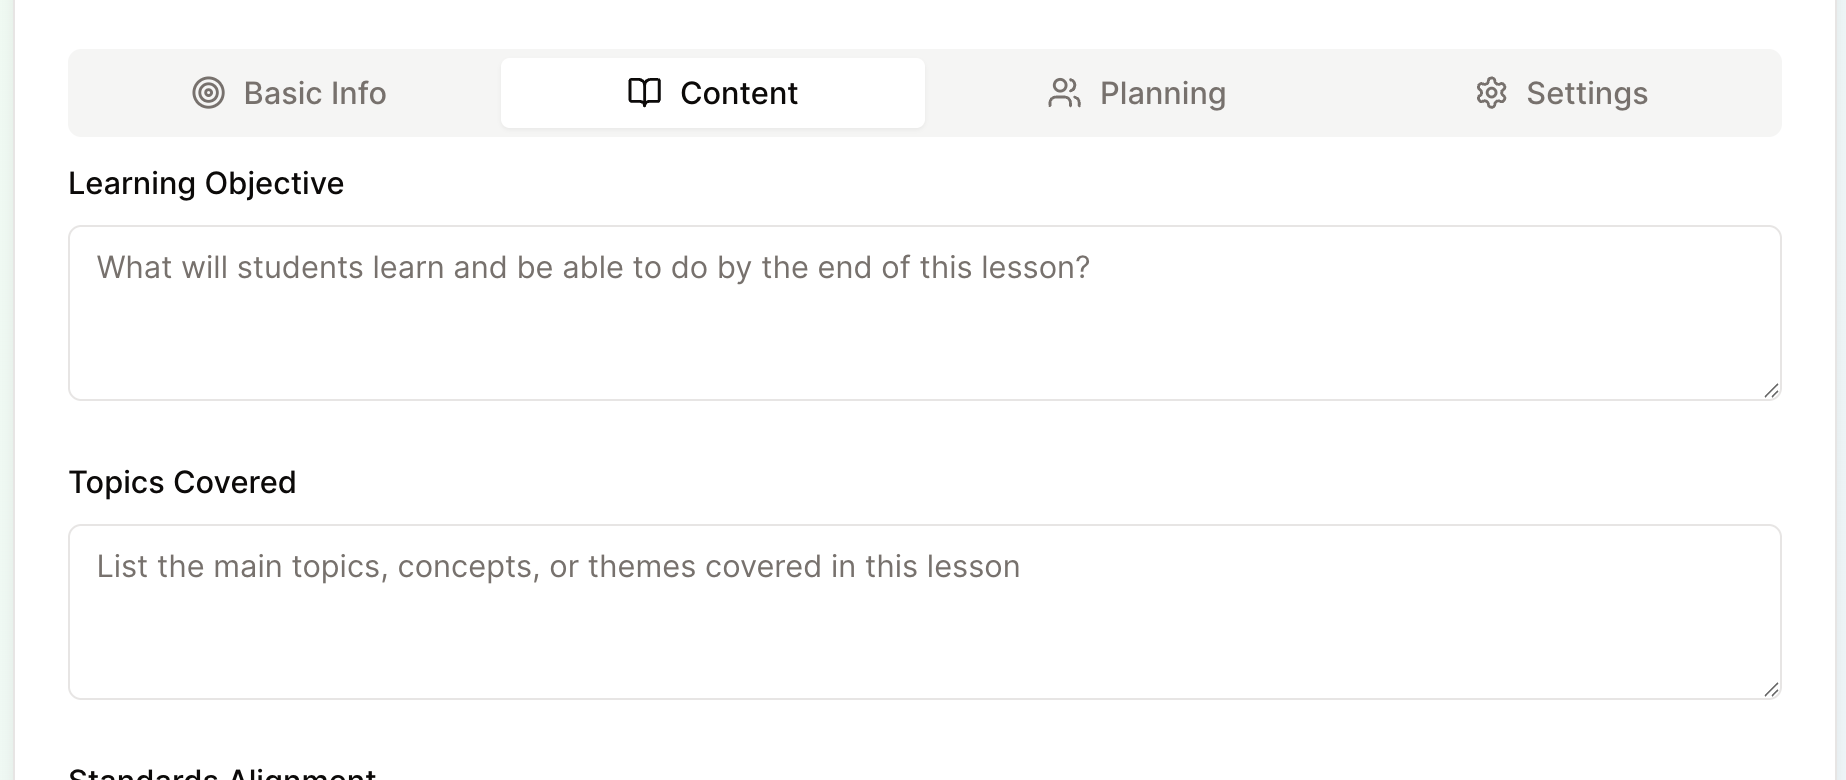 Basic Info Content Planning Settings
Learning Objective
What will students learn and be able to do by the end of this lesson?
Topics Covered
List the main topics, concepts, or themes covered in this lesson
Standards Alignment